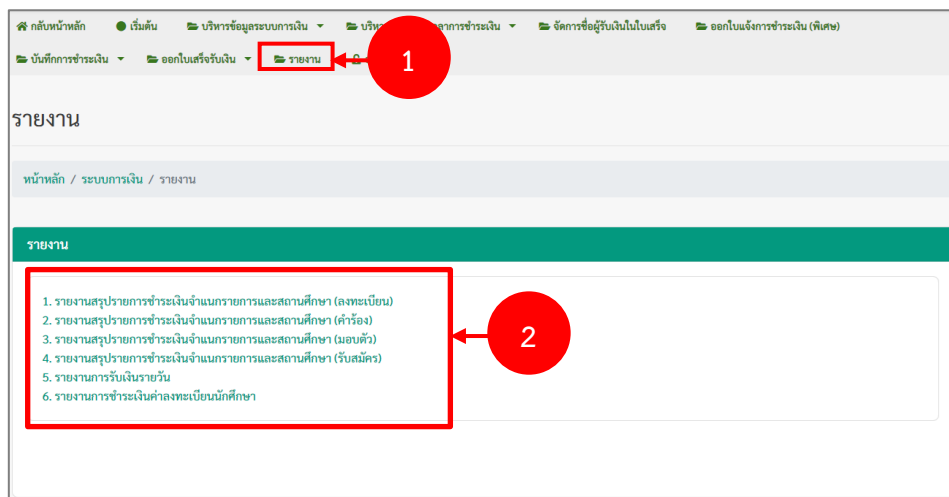 กลับหน้าหลัก เริ่มต้น บริหารข้อมูลระบบการเงิน การชำระเงิน จัดการชื่อผู้รับเงินในใบเสร็จ ออกใบแจ้งการชำระเงิน (พิเศษ)
บันทึกการชำระเงิน ออกใบเสร็จรับเงิน รายงาน 1
รายงาน
หน้าหลัก / ระบบการเงิน / รายงาน
รายงาน
1. รายงานสรุปรายการชำระเงินจำแนกรายการและสถานศึกษา (ลงทะเบียน)
2. รายงานสรุปรายการชำระเงินจำแนกรายการและสถานศึกษา (คำร้อง)
3. รายงานสรุปรายการชำระเงินจำแนกรายการและสถานศึกษา (มอบตัว)
2
4. รายงานสรุปรายการชำระเงินจำแนกรายการและสถานศึกษา (รับสมัคร)
5. รายงานการรับเงินรายวัน
6. รายงานการชำระเงินค่าลงทะเบียนนักศึกษา